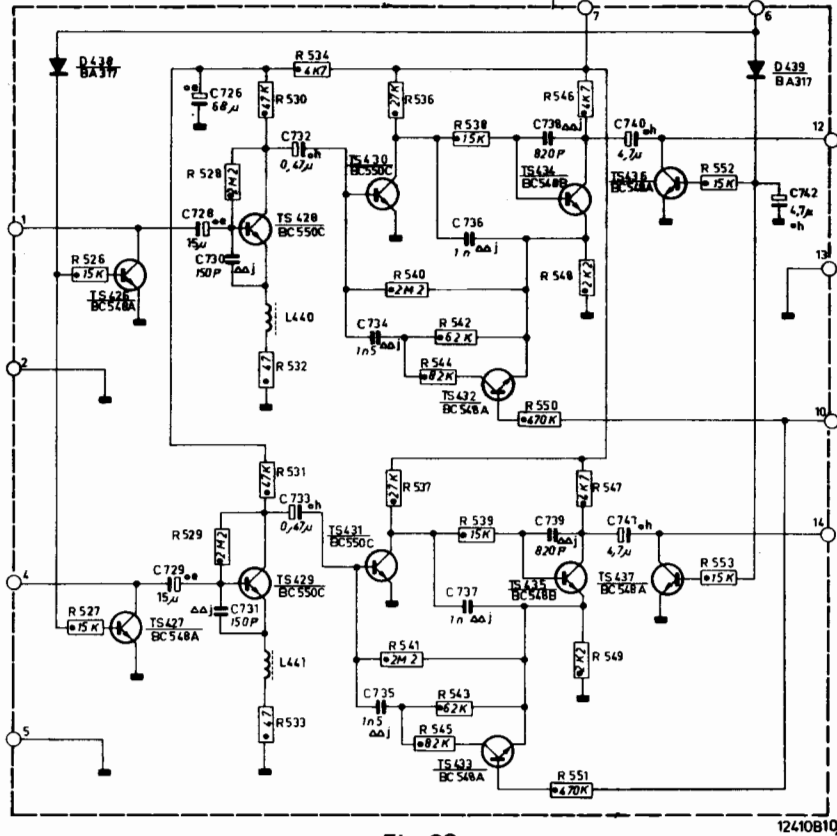 7
6
D438
BA317
C726
68µ
R530
47K
R534
4K7
R536
27K
R546
4K7
D439
BA317
R538
15K
C738
820P
C740
4,7µ
12
C732
0,47µ
R528
2M2
TS430
BC550C
TS434
BC548B
TS436
BC548A
R552
15K
C742
4,7µ
1
C728
15µ
TS428
BC550C
C736
1n
R526
15K
TS426
BC548A
C730
150P
R548
2K2
13
L440
R540
2M2
C734
1n5
R542
62K
R544
82K
R532
47
2
TS432
BC548A
R550
470K
10
R531
47K
R537
27K
R547
4K7
C733
0,47µ
TS431
BC550C
R539
15K
C739
820P
C741
4,7µ
14
R529
2M2
C729
15µ
TS429
BC550C
TS435
BC548B
TS437
BC548A
R553
15K
4
C731
150P
C737
1n
R527
15K
TS427
BC548A
L441
R541
2M2
R549
2K2
C735
1n5
R543
62K
R545
82K
R533
47
5
TS433
BC548A
R551
470K
12410B10